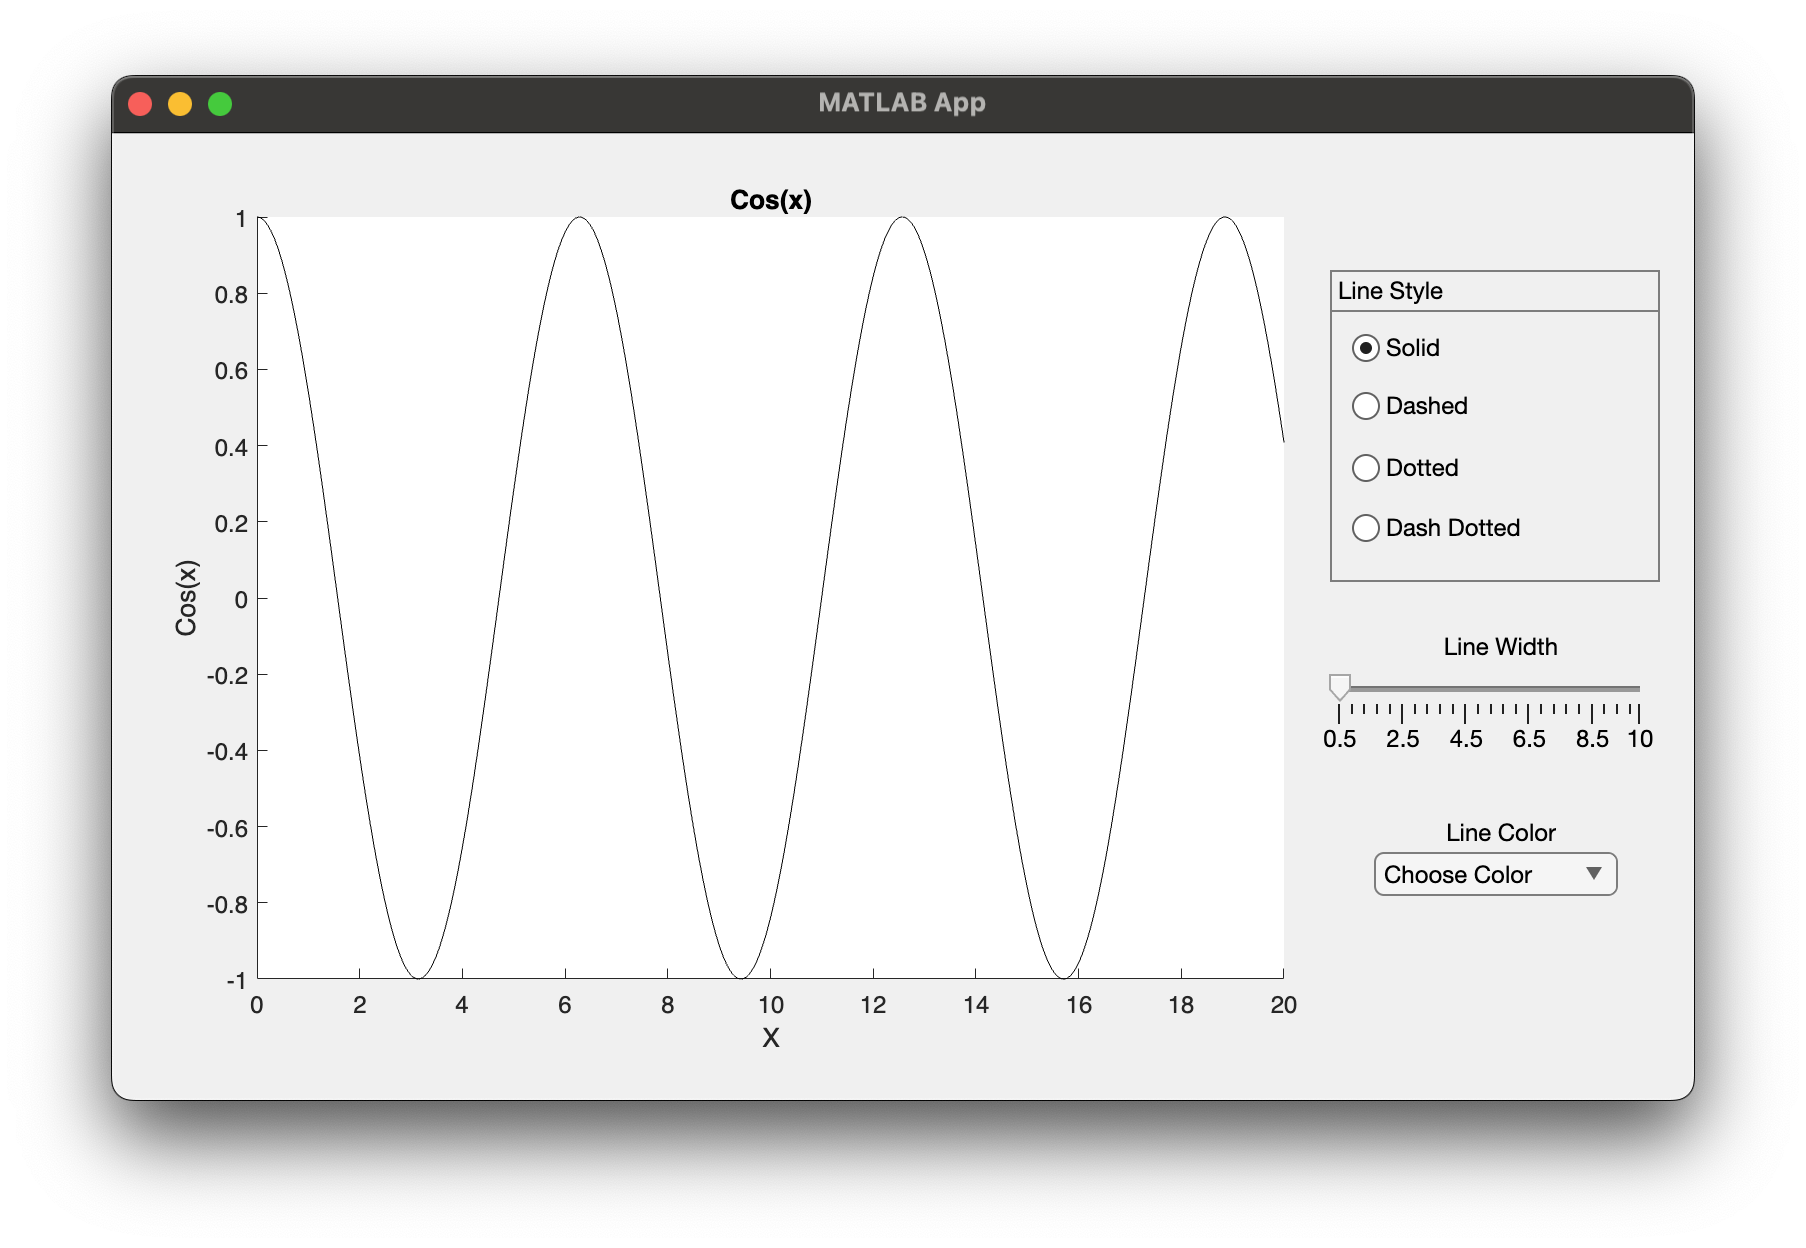 MATLAB App
Cos(x)
1
0.8
0.6
0.4
0.2
0
-0.2
-0.4
-0.6
-0.8
-1
Cos(x)
0 2 4 6 8 10 12 14 16 18 20
X
Line Style
Solid
Dashed
Dotted
Dash Dotted
Line Width
0.5 2.5 4.5 6.5 8.5 10
Line Color
Choose Color